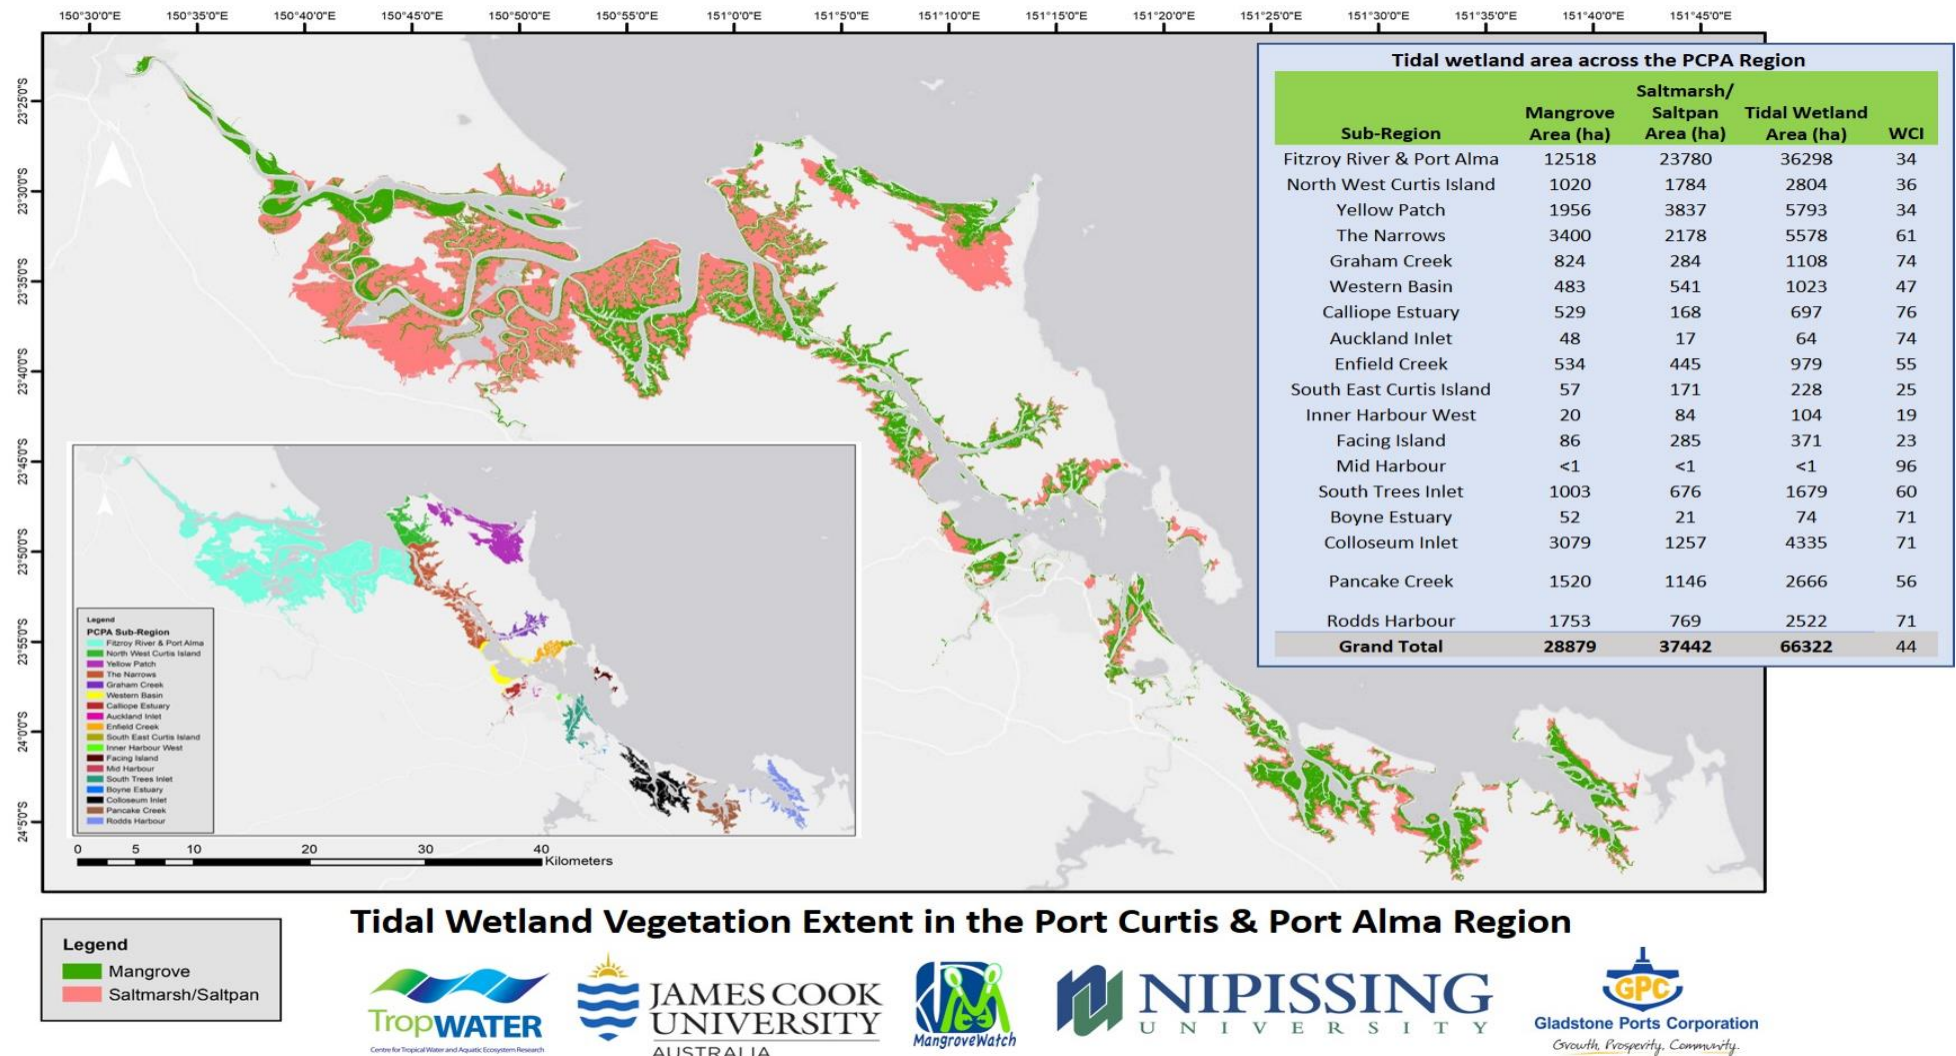 150°30'0"E 150°35'0"E 150°40'0"E 150°45'0"E 150°50'0"E 150°55'0"E 151°0'0"E 151°5'0"E 151°10'0"E 151°15'0"E 151°20'0"E 151°25'0"E 151°30'0"E 151°35'0"E 151°40'0"E 151°45'0"E
23°25'0"S
23°30'0"S
23°35'0"S
23°40'0"S
23°45'0"S
23°50'0"S
23°55'0"S
24°0'0"S
24°5'0"S
Tidal wetland area across the PCPA Region
Sub-Region Mangrove Area (ha) Saltmarsh/ Saltpan Area (ha) Tidal Wetland Area (ha) WCI
Fitzroy River & Port Alma 12518 23780 36298 34
North West Curtis Island 1020 1784 2804 36
Yellow Patch 1956 3837 5793 34
The Narrows 3400 2178 5578 61
Graham Creek 824 284 1108 74
Western Basin 483 541 1023 47
Calliope Estuary 529 168 697 76
Auckland Inlet 48 17 64 74
Enfield Creek 534 445 979 55
South East Curtis Island 57 171 228 25
Inner Harbour West 20 84 104 19
Facing Island 86 285 371 23
Mid Harbour <1 <1 <1 96
South Trees Inlet 1003 676 1679 60
Boyne Estuary 52 21 74 71
Colloseum Inlet 3079 1257 4335 71
Pancake Creek 1520 1146 2666 56
Rodds Harbour 1753 769 2522 71
Grand Total 28879 37442 66322 44
Legend
PCPA Sub-Region
Fitzroy River & Port Alma
North West Curtis Island
Yellow Patch
The Narrows
Graham Creek
Western Basin
Calliope Estuary
Auckland Inlet
Enfield Creek
South East Curtis Island
Inner Harbour West
Facing Island
Mid Harbour
South Trees Inlet
Boyne Estuary
Colloseum Inlet
Pancake Creek
Rodds Harbour
0 5 10 20 30 40
Kilometers
Tidal Wetland Vegetation Extent in the Port Curtis & Port Alma Region
Legend
Mangrove
Saltmarsh/Saltpan
TropWATER
Centre for Tropical Water and Aquatic Ecosystem Research
JAMES COOK
UNIVERSITY
AUSTRALIA
MangroveWatch
NIPISSING
UNIVERSITY
GPC
Gladstone Ports Corporation
Growth, Prosperity, Community.